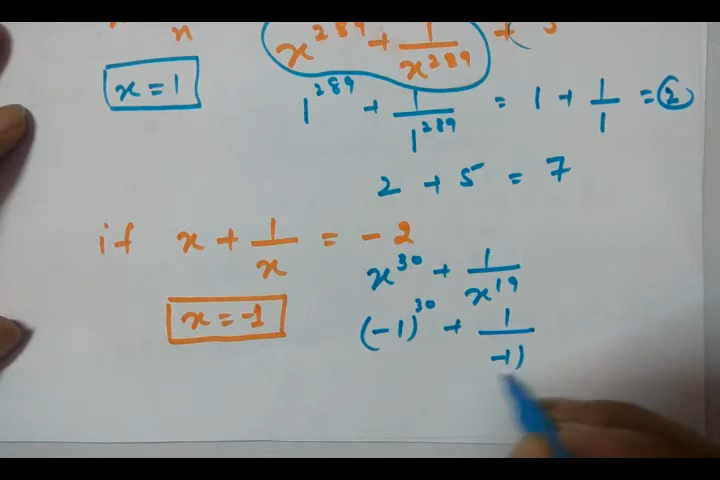 x
x^289 + 1/x^289 + 5
x = 1
1^289 + 1/1^289 = 1 + 1/1 = 2
2 + 5 = 7
if x + 1/x = -2
x^30 + 1/x^19
x = -1
(-1)^30 + 1/-1)